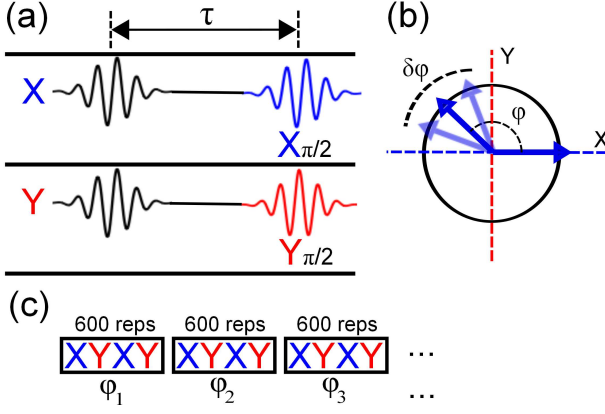 (a)
τ
X
Xπ/2
Y
Yπ/2
(b)
Y
δφ
φ
X
(c)
600 reps 600 reps 600 reps
XYXY XYXY XYXY ...
φ1 φ2 φ3 ...